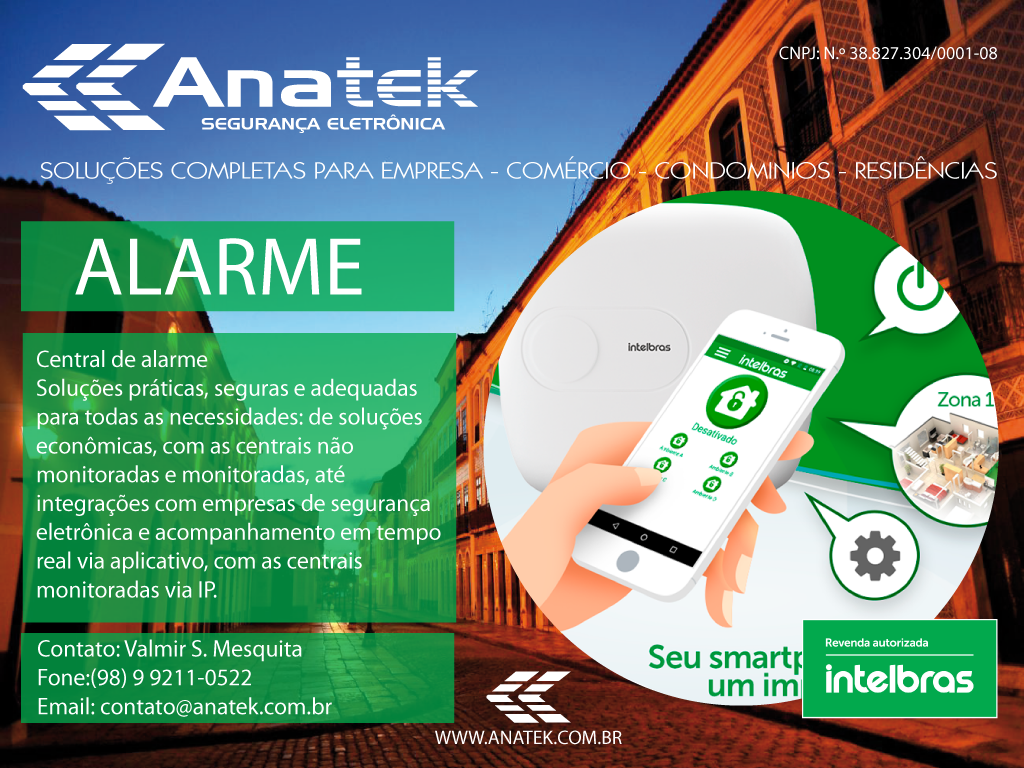 Anatek
SEGURANÇA ELETRÔNICA
CNPJ: N.º 38.827.304/0001-08
SOLUÇÕES COMPLETAS PARA EMPRESA - COMÉRCIO - CONDOMINIOS - RESIDÊNCIAS
ALARME
Central de alarme
Soluções práticas, seguras e adequadas
para todas as necessidades: de soluções
econômicas, com as centrais não
monitoradas e monitoradas, até
integrações com empresas de segurança
eletrônica e acompanhamento em tempo
real via aplicativo, com as centrais
monitoradas via IP.
Contato: Valmir S. Mesquita
Fone:(98) 9 9211-0522
Email: contato@anatek.com.br
intelbras
intelbras
Desativado
Ambiente A
Ambiente B
C
Ambiente D
Zona 1
Seu smartp
um im
Revenda autorizada
intelbras
WWW.ANATEK.COM.BR